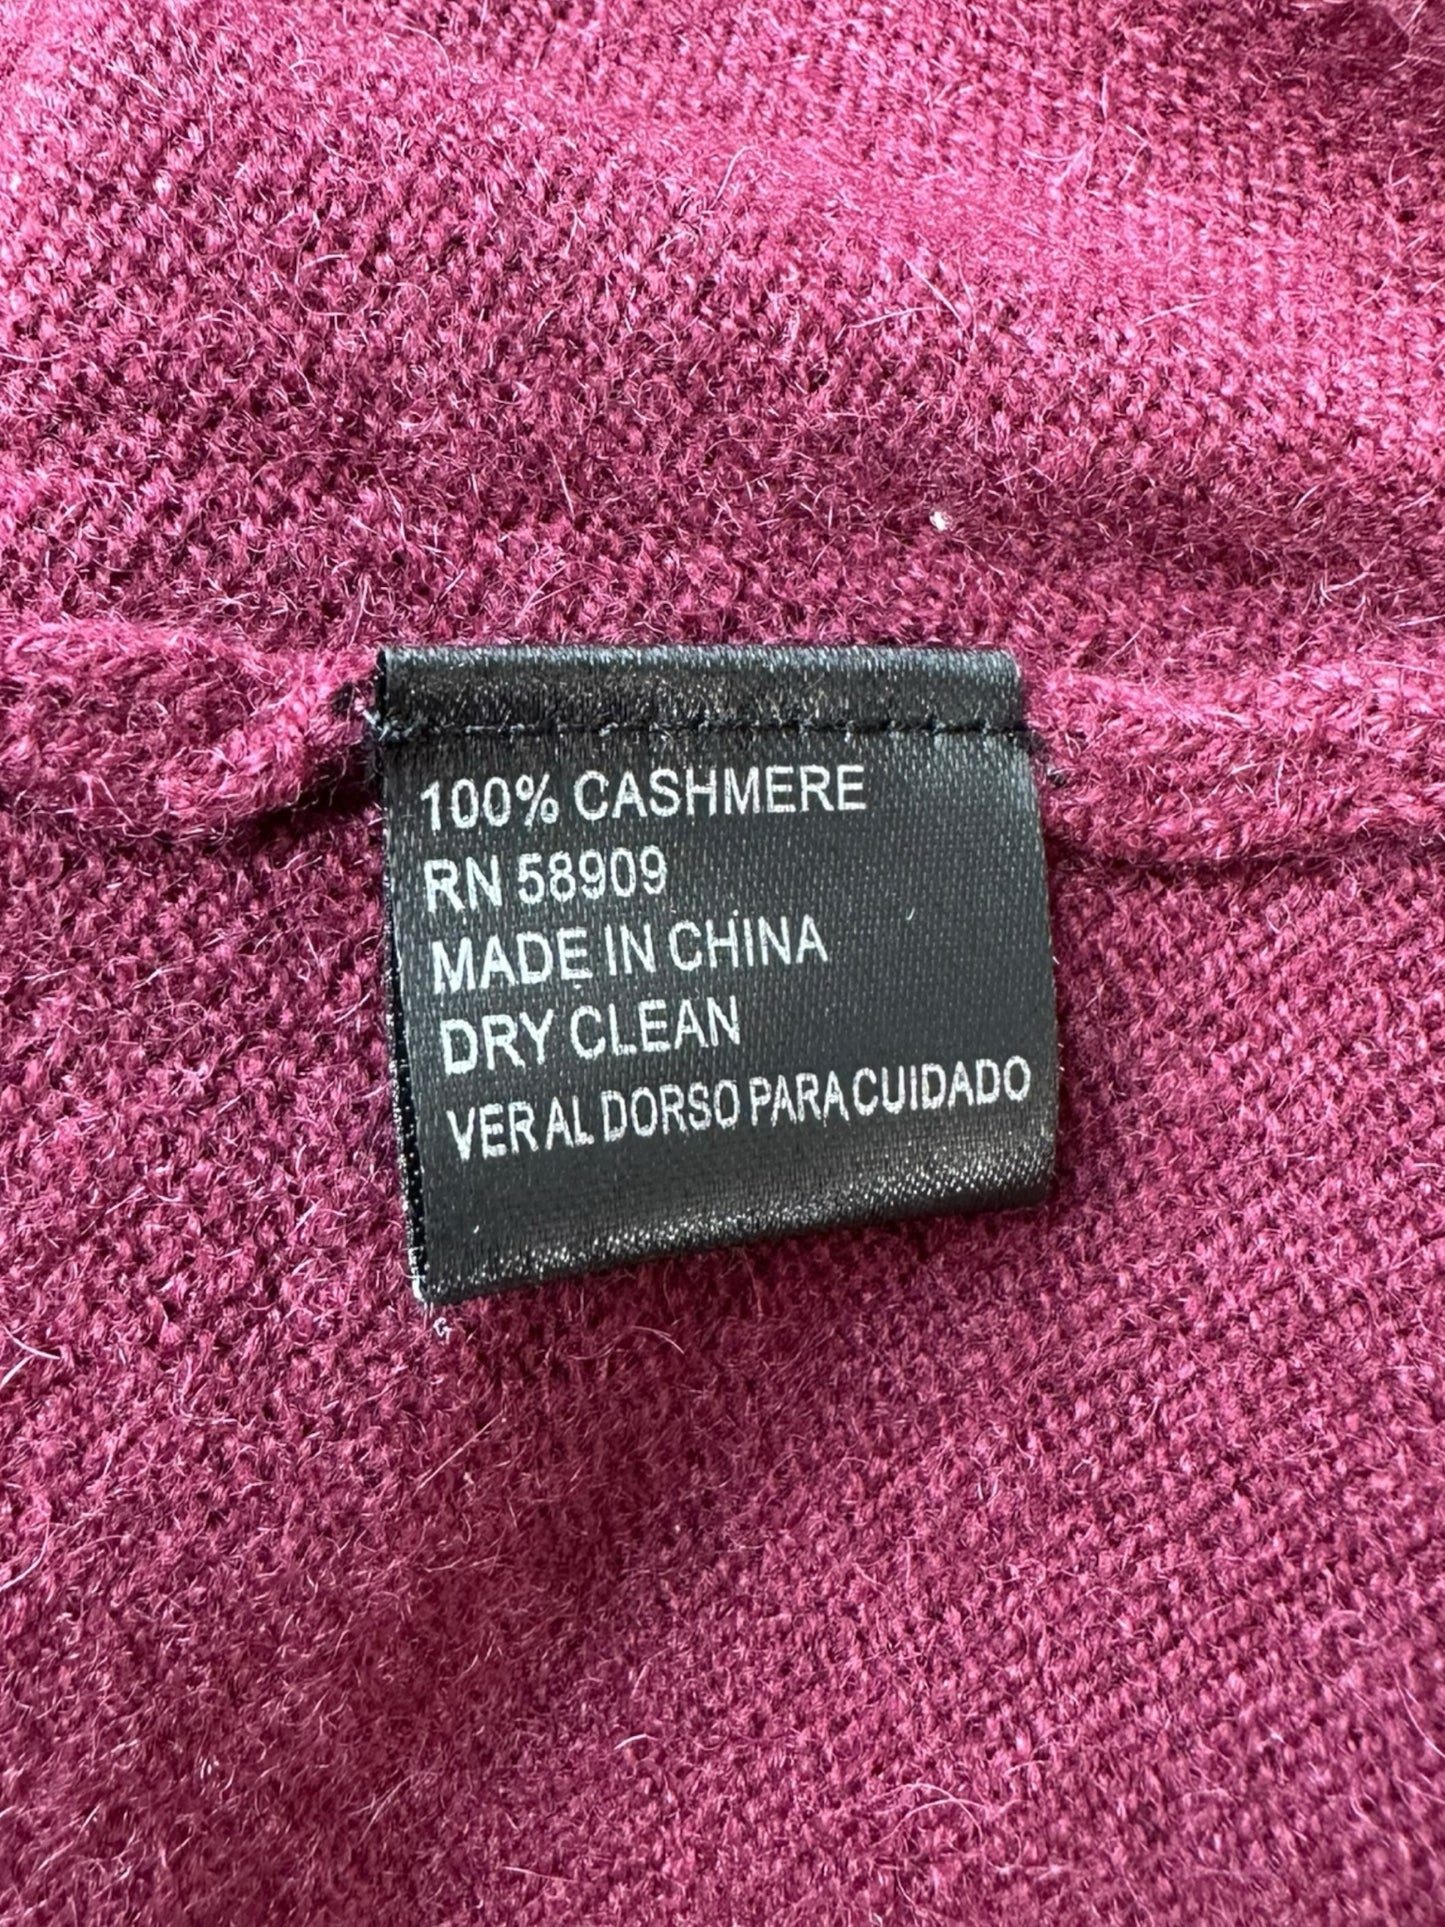 100% CASHMERE
RN 58909
MADE IN CHINA
DRY CLEAN
VER AL DORSO PARA CUIDADO